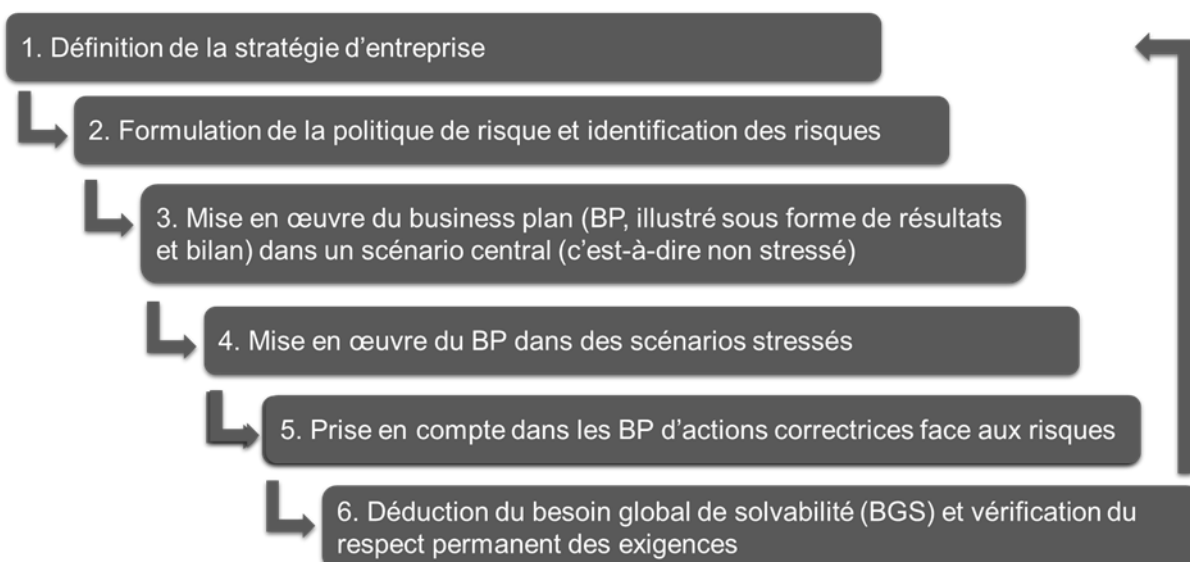 1. Définition de la stratégie d’entreprise
2. Formulation de la politique de risque et identification des risques
3. Mise en œuvre du business plan (BP, illustré sous forme de résultats
et bilan) dans un scénario central (c’est-à-dire non stressé)
4. Mise en œuvre du BP dans des scénarios stressés
5. Prise en compte dans les BP d’actions correctrices face aux risques
6. Déduction du besoin global de solvabilité (BGS) et vérification du
respect permanent des exigences